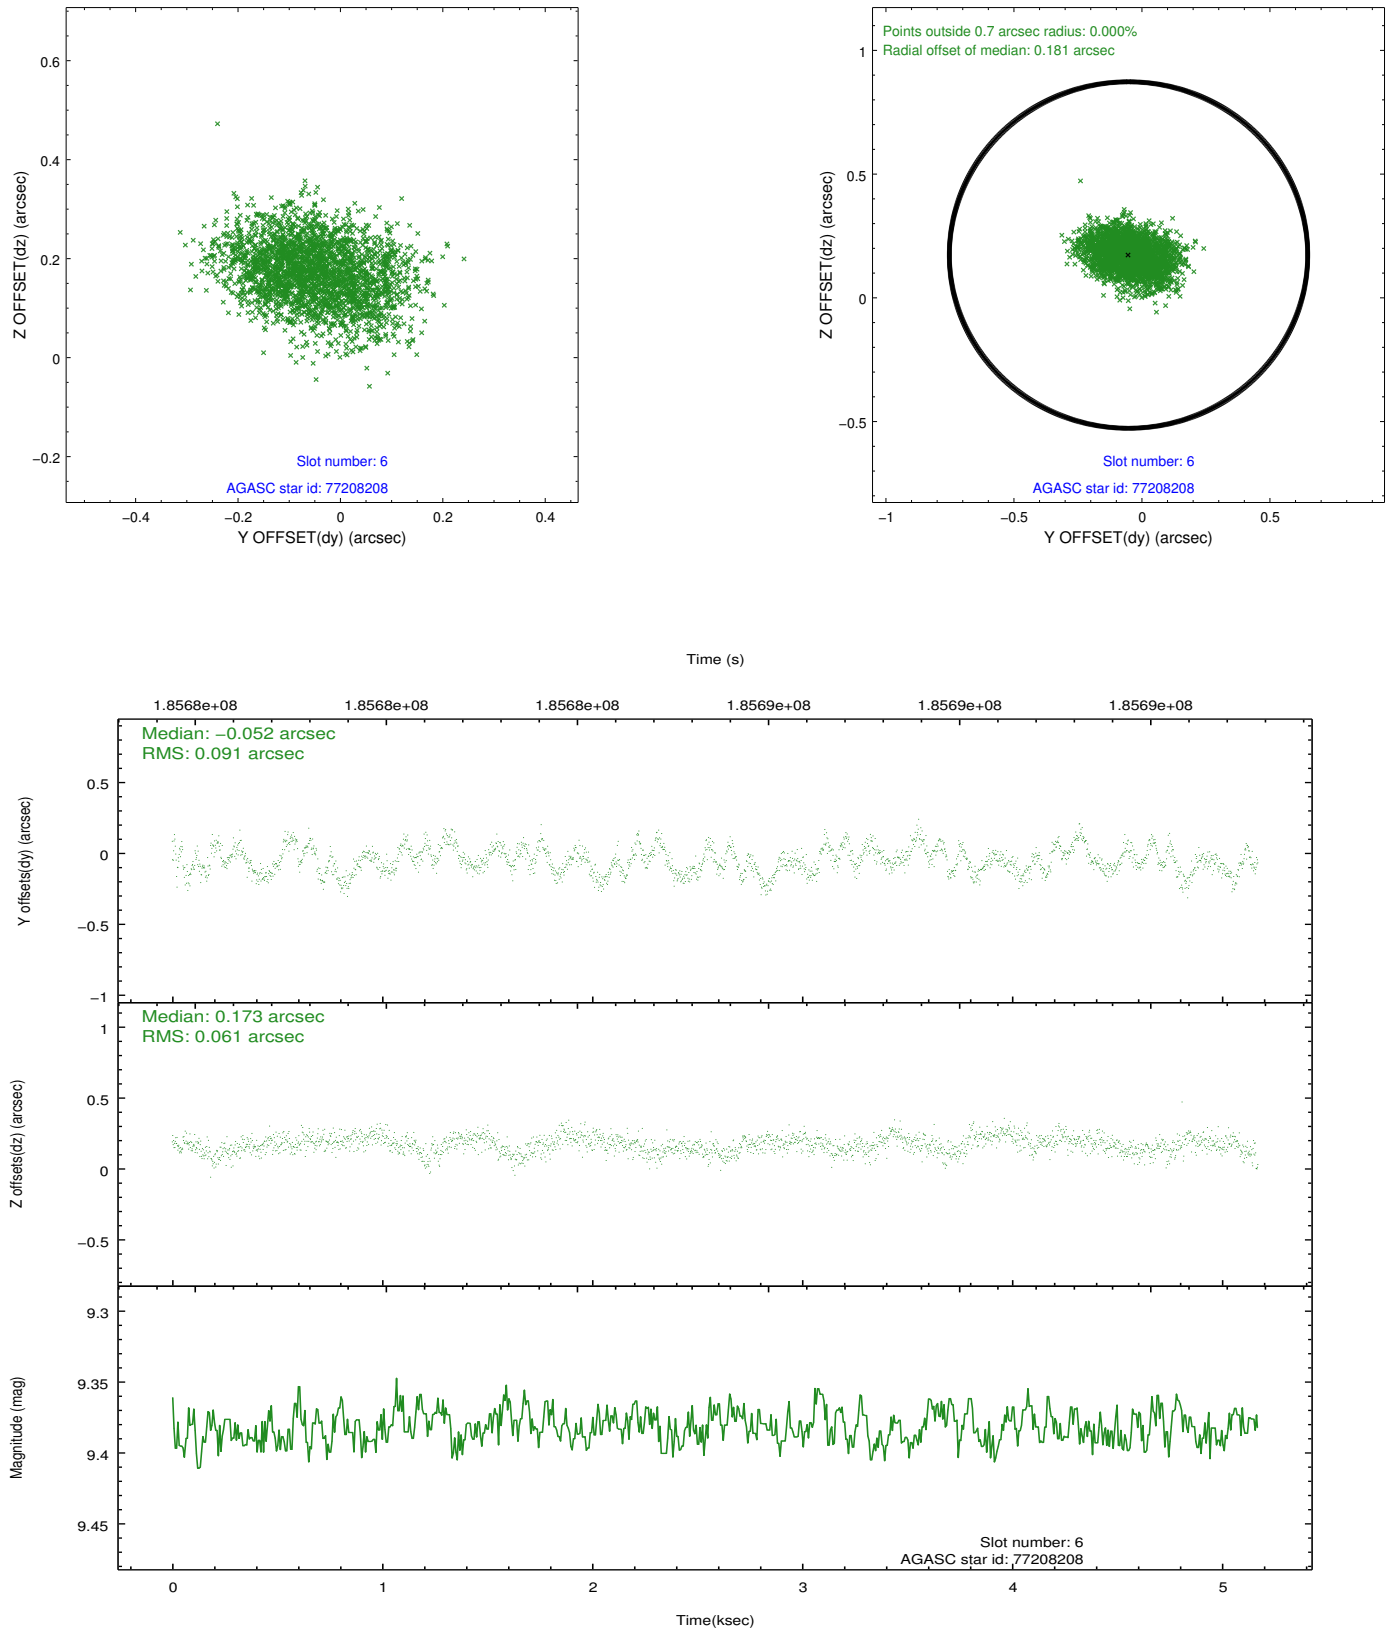 0.6
0.4
0.2
0
−0.2
Z OFFSET(dz) (arcsec)
Slot number: 6
AGASC star id: 77208208
−0.4 −0.2 0 0.2 0.4
Y OFFSET(dy) (arcsec)
Points outside 0.7 arcsec radius: 0.000%
Radial offset of median: 0.181 arcsec
1
0.5
0
−0.5
Z OFFSET(dz) (arcsec)
Slot number: 6
AGASC star id: 77208208
−1 −0.5 0 0.5
Y OFFSET(dy) (arcsec)
Time (s)
1.8568e+08 1.8568e+08 1.8568e+08 1.8569e+08 1.8569e+08 1.8569e+08
Median: −0.052 arcsec
RMS: 0.091 arcsec
0.5
0
−0.5
−1
Y offsets(dy) (arcsec)
Median: 0.173 arcsec
RMS: 0.061 arcsec
1
0.5
0
−0.5
Z offsets(dz) (arcsec)
9.3
9.35
9.4
9.45
Magnitude (mag)
Slot number: 6
AGASC star id: 77208208
0 1 2 3 4 5
Time(ksec)